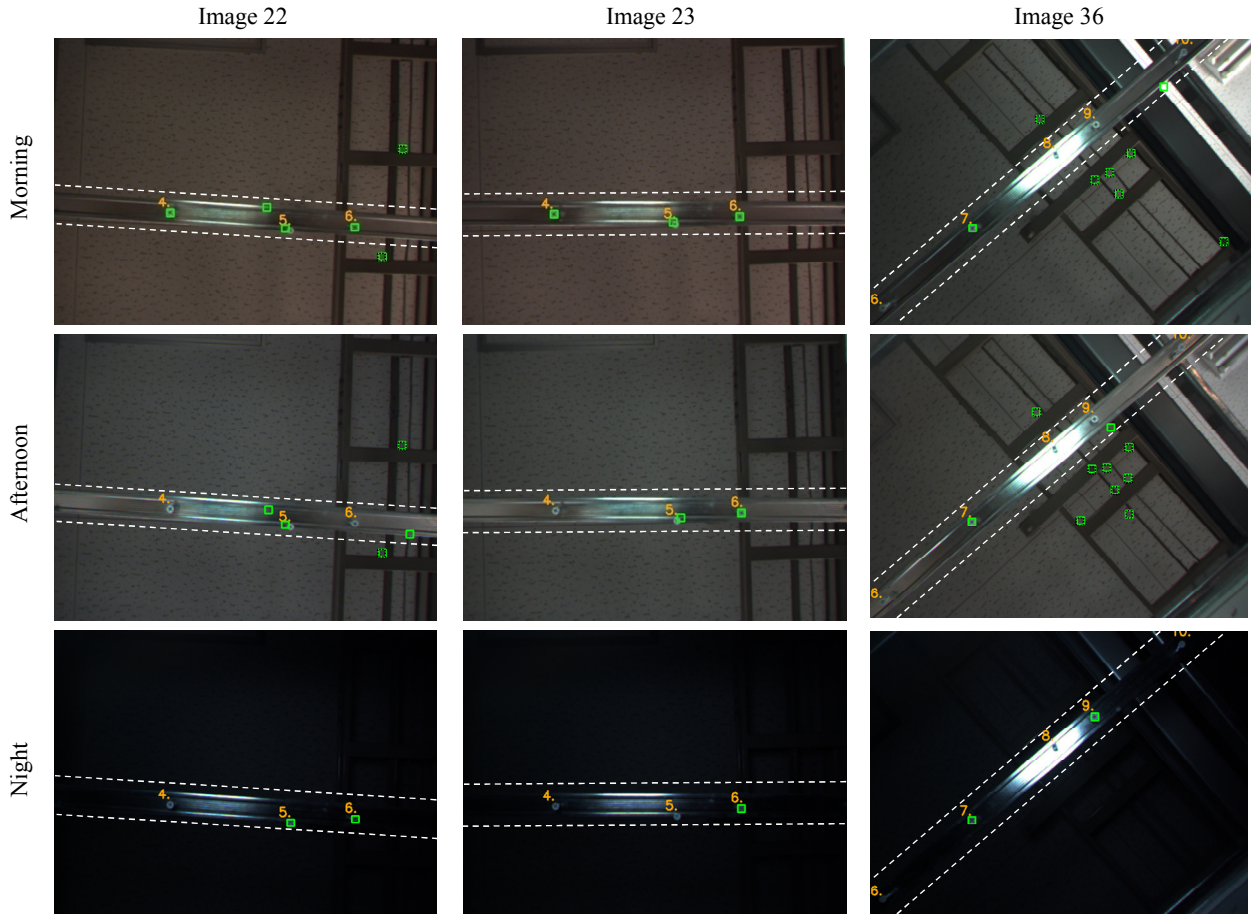 Image 22 Image 23 Image 36
Morning
4. 5. 6.
4. 5. 6.
6. 7. 8. 9. 10.
Afternoon
4. 5. 6.
4. 5. 6.
6. 7. 8. 9. 10.
Night
4. 5. 6.
4. 5. 6.
6. 7. 8. 9. 10.